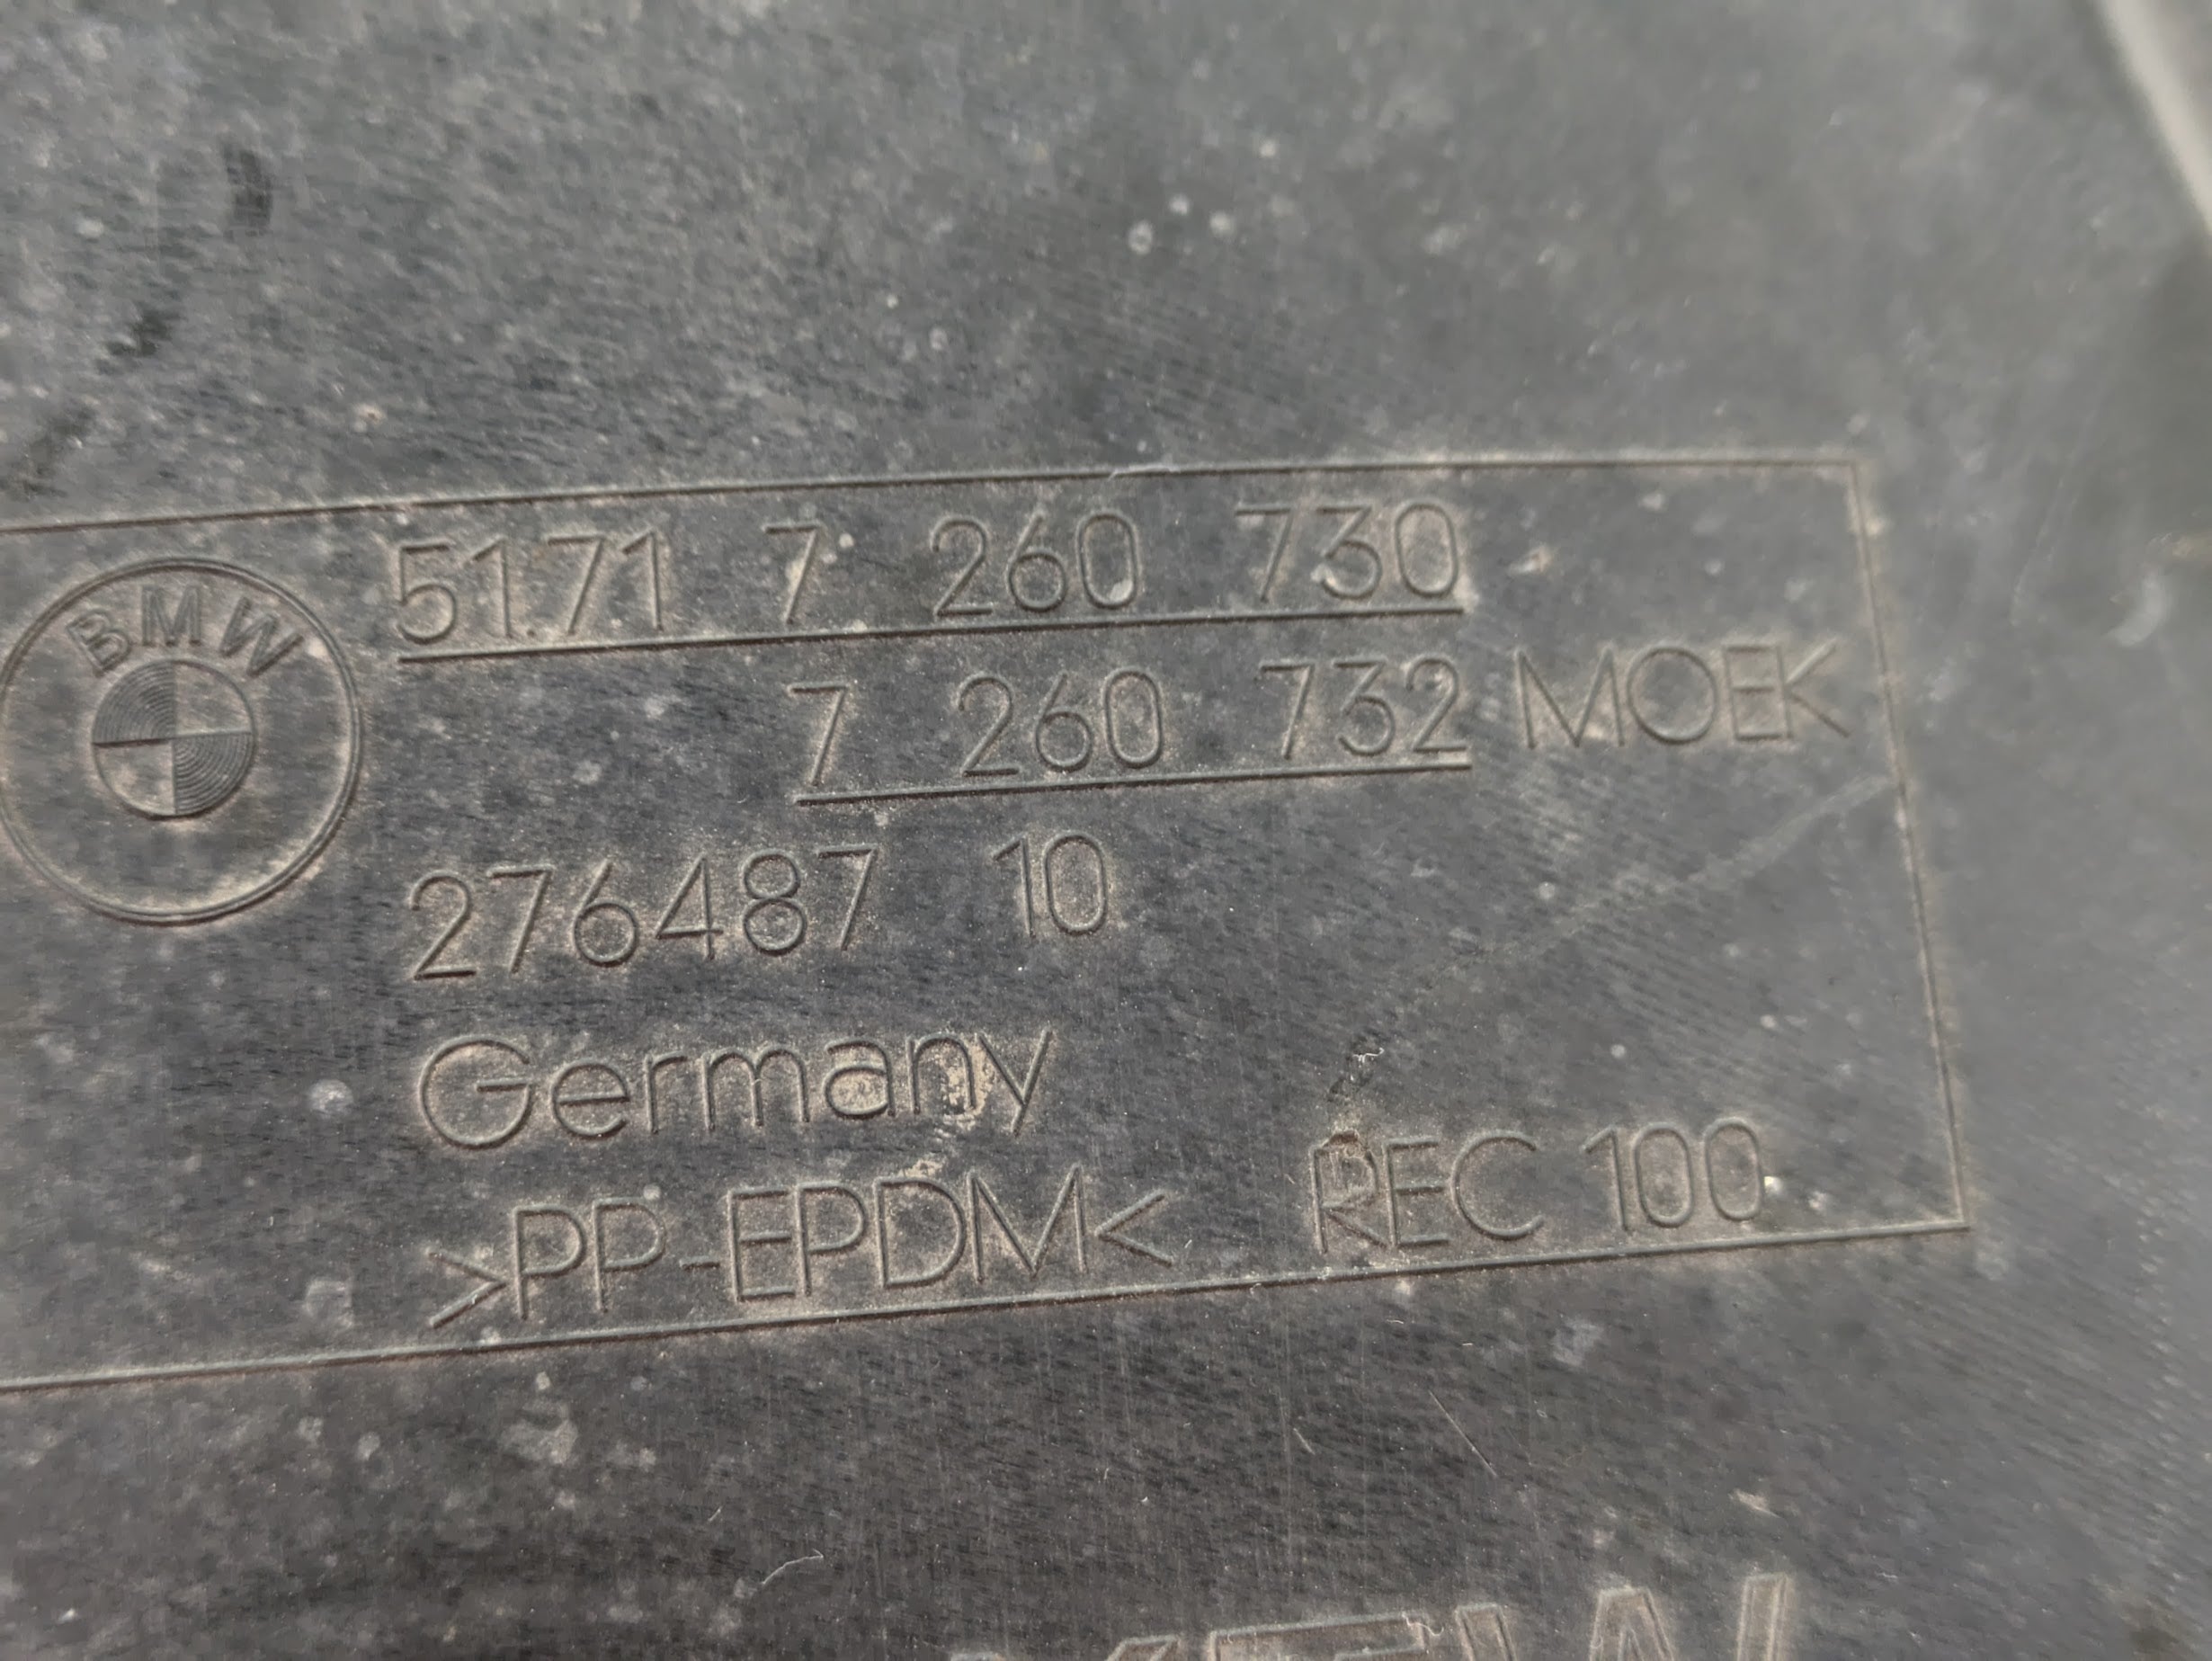 BMW
51.71 7 260 730
7 260 732 MOEK
276487 10
Germany
>PP-EPDM< REC 100